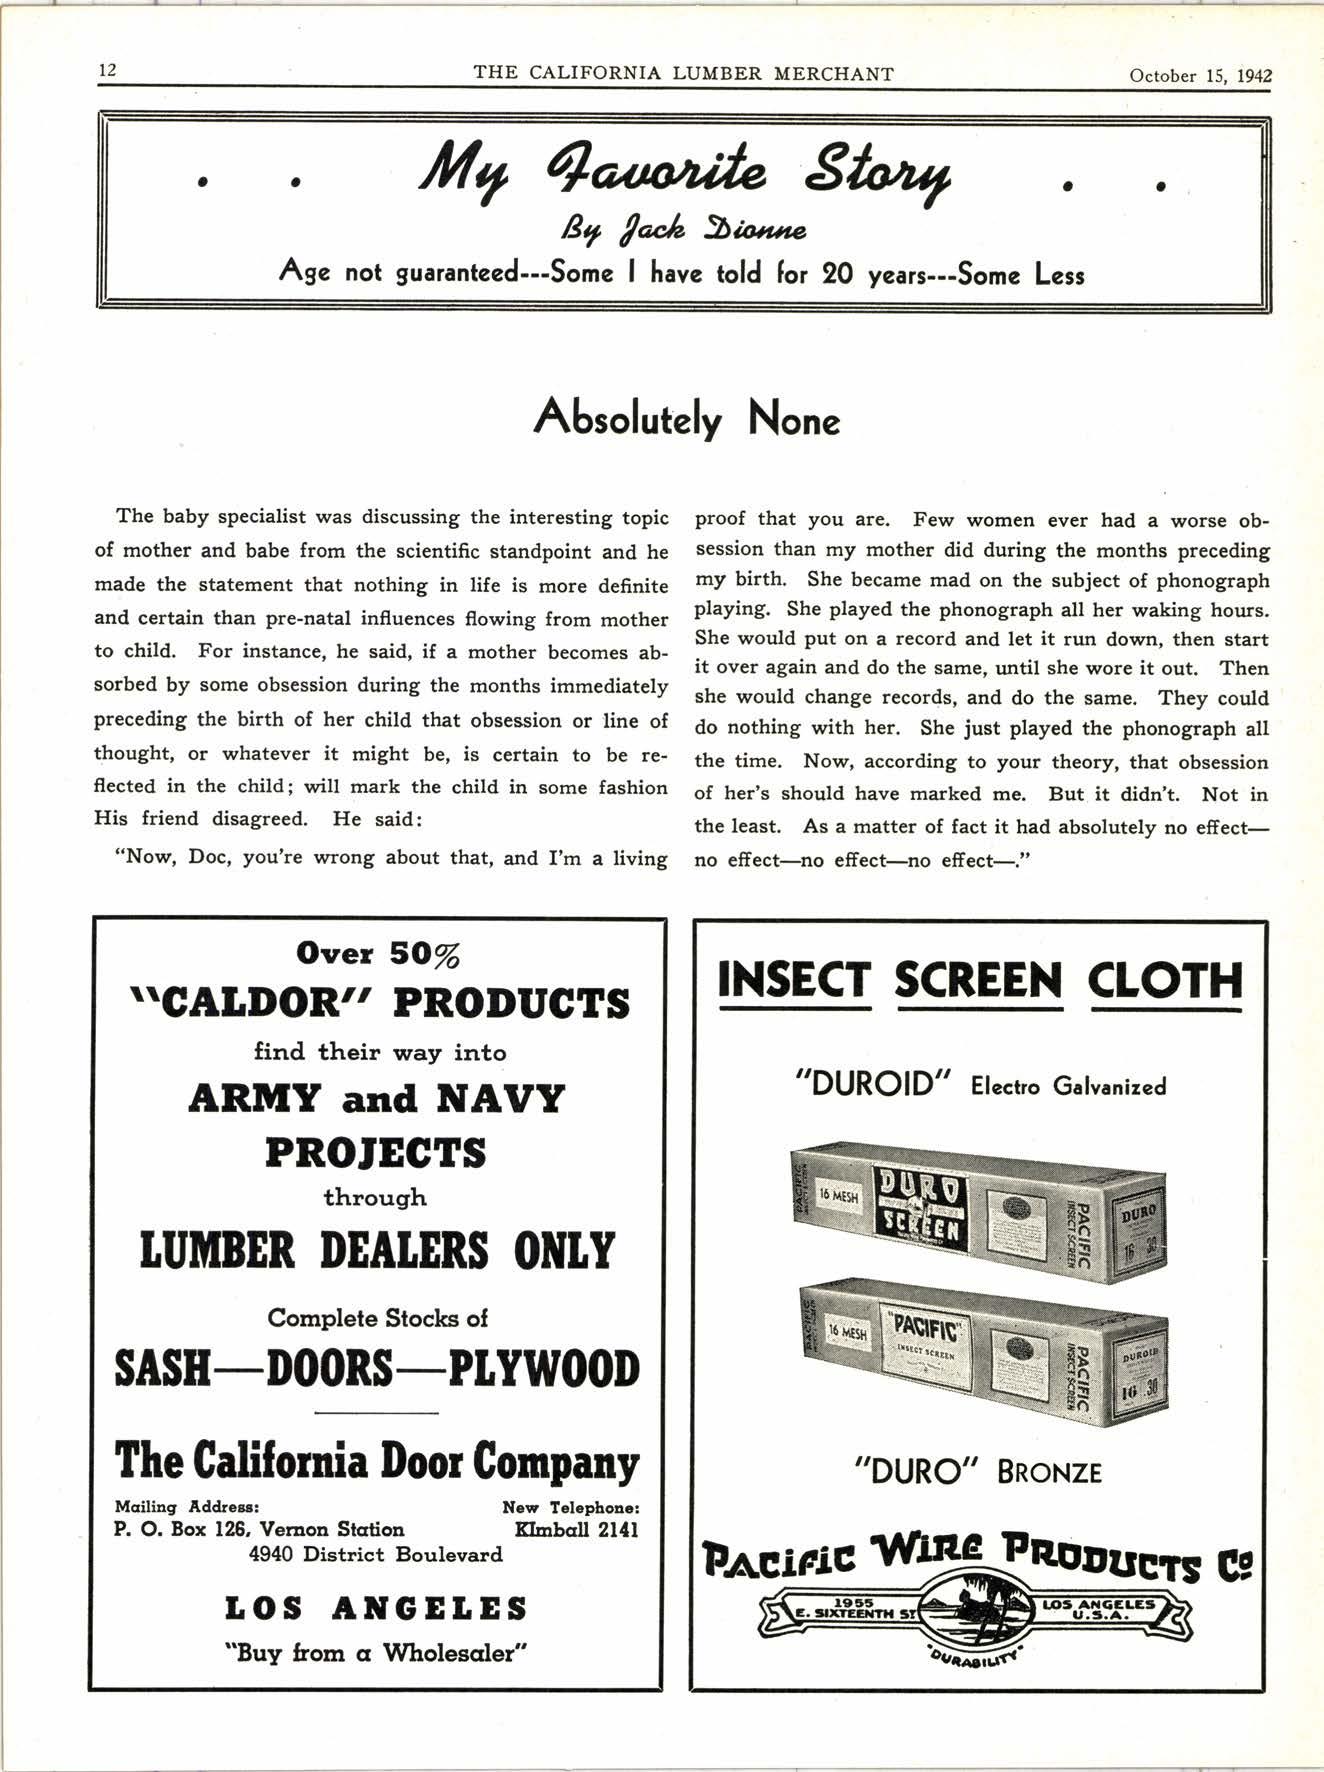 12
THE CALIFORNIA LUMBER MERCHANT
October 15, 1942
. . My Favorite Story . .
By Jack Dionne
Age not guaranteed---Some I have told for 20 years---Some Less
Absolutely None
The baby specialist was discussing the interesting topic
of mother and babe from the scientific standpoint and he
made the statement that nothing in life is more definite
and certain than pre-natal influences flowing from mother
to child. For instance, he said, if a mother becomes ab-
sorbed by some obsession during the months immediately
preceding the birth of her child that obsession or line of
thought, or whatever it might be, is certain to be re-
flected in the child; will mark the child in some fashion
His friend disagreed. He said:
"Now, Doc, you're wrong about that, and I'm a living
proof that you are. Few women ever had a worse ob-
session than my mother did during the months preceding
my birth. She became mad on the subject of phonograph
playing. She played the phonograph all her waking hours.
She would put on a record and let it run down, then start
it over again and do the same, until she wore it out. Then
she would change records, and do the same. They could
do nothing with her. She just played the phonograph all
the time. Now, according to your theory, that obsession
of her's should have marked me. But it didn't. Not in
the least. As a matter of fact it had absolutely no effect—
no effect—no effect—no effect—."
Over 50%
"CALDOR" PRODUCTS
find their way into
ARMY and NAVY
PROJECTS
through
LUMBER DEALERS ONLY
Complete Stocks of
SASH—DOORS—PLYWOOD
The California Door Company
Mailing Address:
New Telephone:
P. O. Box 126, Vernon Station
KImball 2141
4940 District Boulevard
LOS ANGELES
"Buy from a Wholesaler"
INSECT SCREEN CLOTH
"DUROID" Electro Galvanized
PACIFIC
16 MESH
DURO
SCREEN
PACIFIC
INSECT SCREEN
DURO
16 30
PACIFIC
16 MESH
"PACIFIC"
INSECT SCREEN
PACIFIC
INSECT SCREEN
DUROID
16 30
"DURO" BRONZE
PACIFIC WIRE PRODUCTS Co
1955
E. SIXTEENTH ST.
LOS ANGELES
U.S.A.
"DURABILITY"